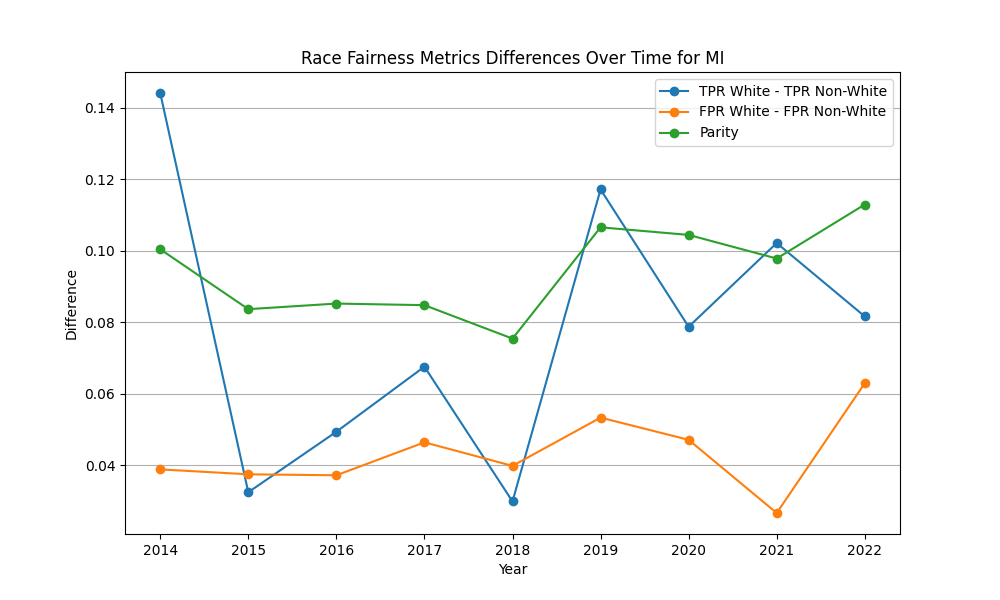 Race Fairness Metrics Differences Over Time for MI
TPR White - TPR Non-White
FPR White - FPR Non-White
Parity
0.14
0.12
0.10
0.08
0.06
0.04
Difference
2014 2015 2016 2017 2018 2019 2020 2021 2022
Year